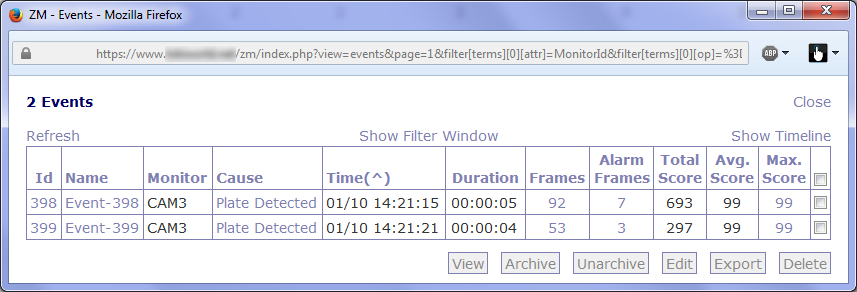 ZM - Events - Mozilla Firefox
https://www. /zm/index.php?view=events&page=1&filter[terms][0][attr]=MonitorId&filter[terms][0][op]=%3D
ABP
2 Events Close
Refresh Show Filter Window Show Timeline
Id Name Monitor Cause Time(^) Duration Frames Alarm Frames Total Score Avg. Score Max. Score
398 Event-398 CAM3 Plate Detected 01/10 14:21:15 00:00:05 92 7 693 99 99
399 Event-399 CAM3 Plate Detected 01/10 14:21:21 00:00:04 53 3 297 99 99
View Archive Unarchive Edit Export Delete